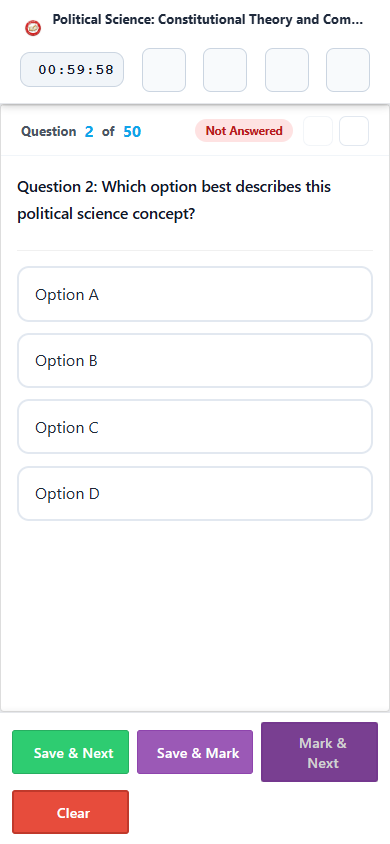 Political Science: Constitutional Theory and Com...
00:59:58
Question 2 of 50
Not Answered
Question 2: Which option best describes this
political science concept?
Option A
Option B
Option C
Option D
Save & Next
Save & Mark
Mark &
Next
Clear